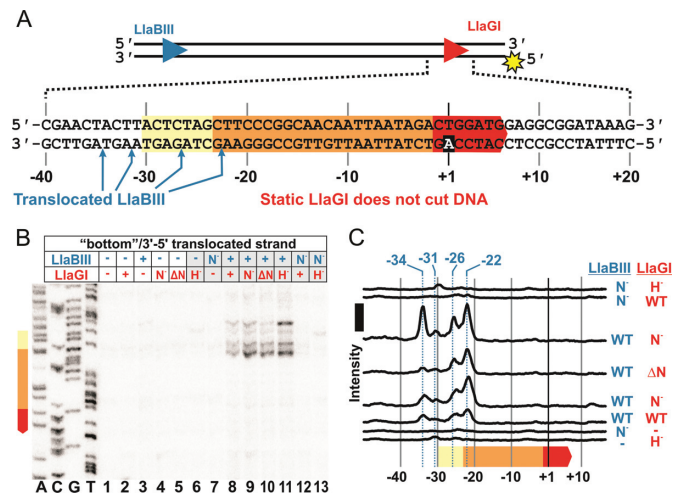 A
LlaBIII LlaGI
5′ 3′
3′ 5′
5′-CGAACTACTTACTCTAGCTTCCCGGCAACAATTAATAGACTGGATGGAGGCGGATAAAG-3′
3′-GCTTGATGAATGAGATCGAAGGGCCGTTGTTAATTATCTGACCTACCTCCGCCTATTTC-5′
-40 -30 -20 -10 +1 +10 +20
Translocated LlaBIII Static LlaGI does not cut DNA
B
"bottom"/3′-5′ translocated strand
LlaBIII - - + - - - N⁻ + + + + N⁻ N⁻
LlaGI - + - N⁻ ΔN H⁻ - + N⁻ ΔN H⁻ + H⁻
A C G T 1 2 3 4 5 6 7 8 9 10 11 12 13
C
-34 -31 -26 -22
LlaBIII LlaGI
N⁻ H⁻
N⁻ WT
WT N⁻
WT ΔN
WT N⁻
WT WT
N⁻ -
- H⁻
Intensity
-40 -30 -20 -10 +1 +10